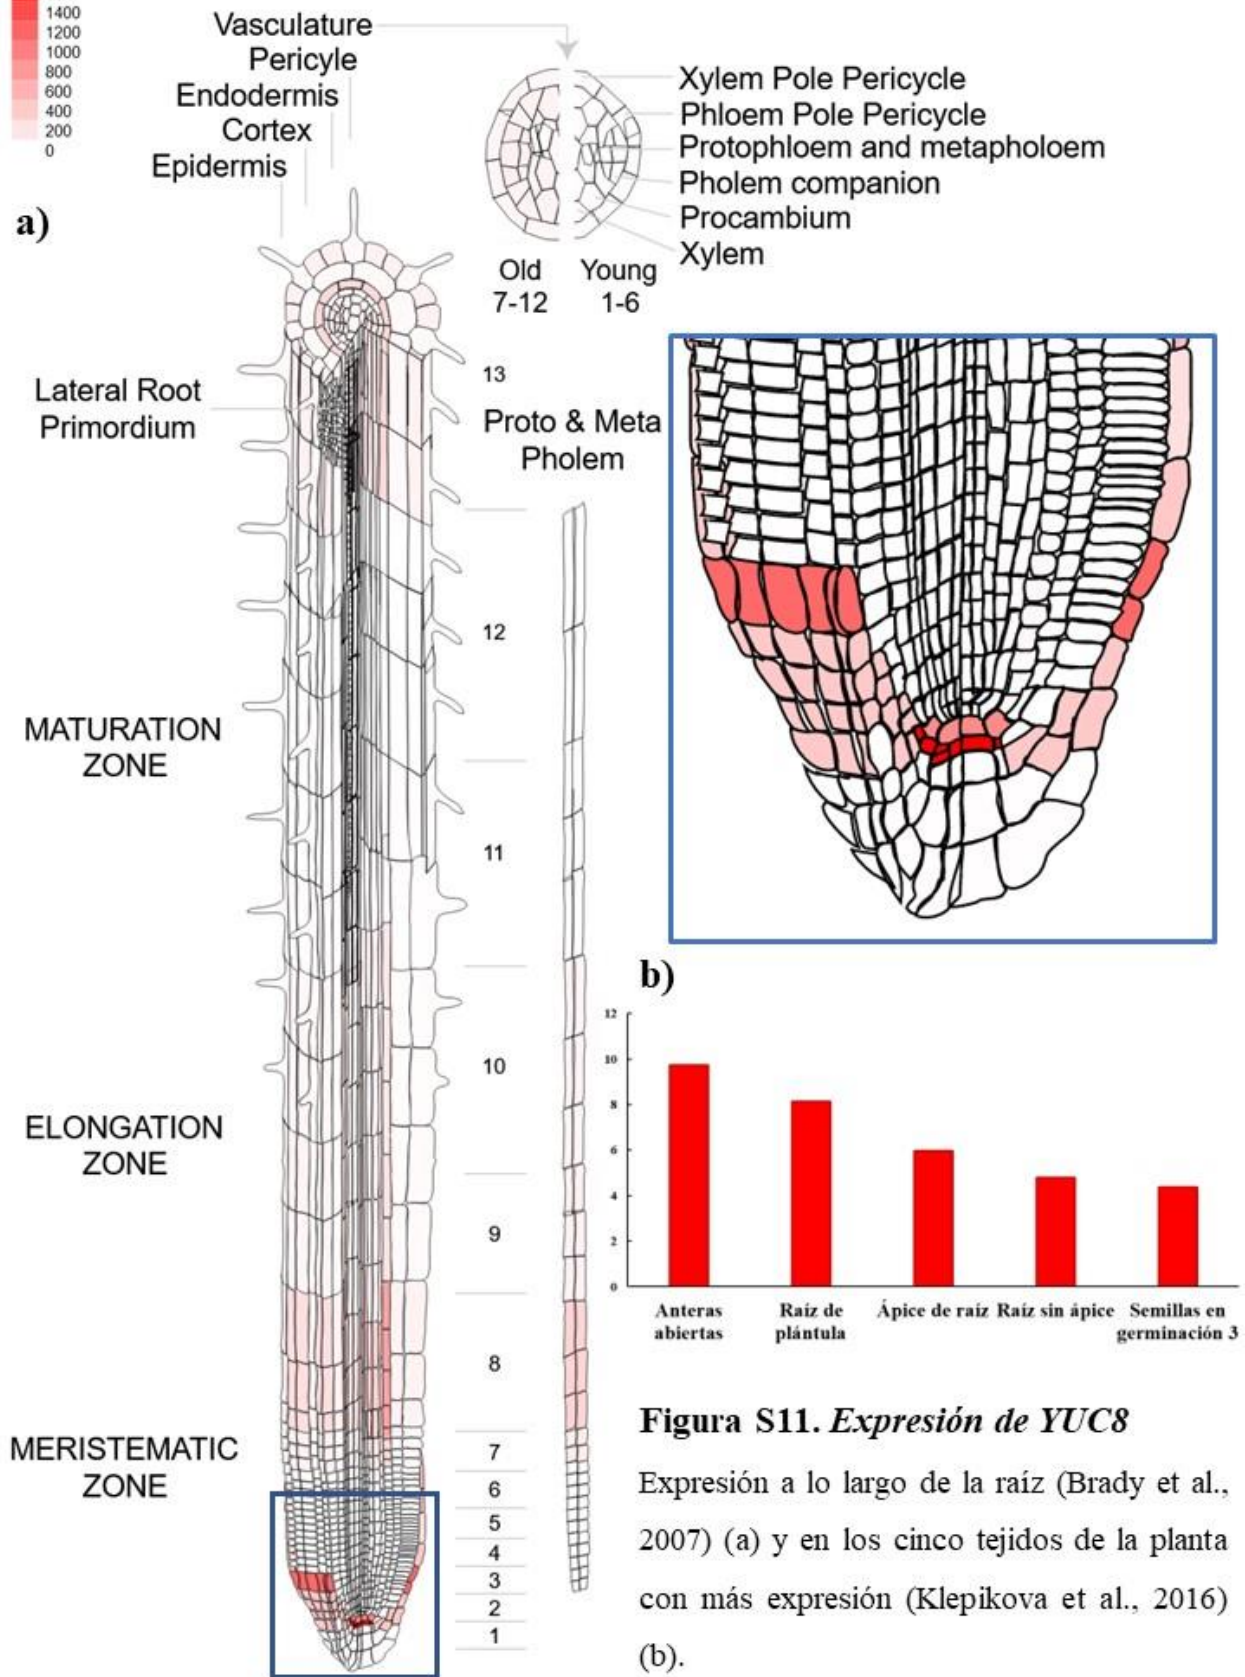 1400
1200
1000
800
600
400
200
0
Vasculature
Pericyle
Endodermis
Cortex
Epidermis
Xylem Pole Pericycle
Phloem Pole Pericycle
Protophloem and metapholoem
Pholem companion
Procambium
Xylem
a)
Old
7-12
Young
1-6
Lateral Root
Primordium
13
Proto & Meta
Pholem
12
MATURATION
ZONE
11
10
ELONGATION
ZONE
9
8
MERISTEMATIC
ZONE
7
6
5
4
3
2
1
b)
12
10
8
6
4
2
0
Anteras
abiertas
Raíz de
plántula
Ápice de raíz
Raíz sin ápice
Semillas en
germinación 3
Figura S11. Expresión de YUC8
Expresión a lo largo de la raíz (Brady et al.,
2007) (a) y en los cinco tejidos de la planta
con más expresión (Klepikova et al., 2016)
(b).